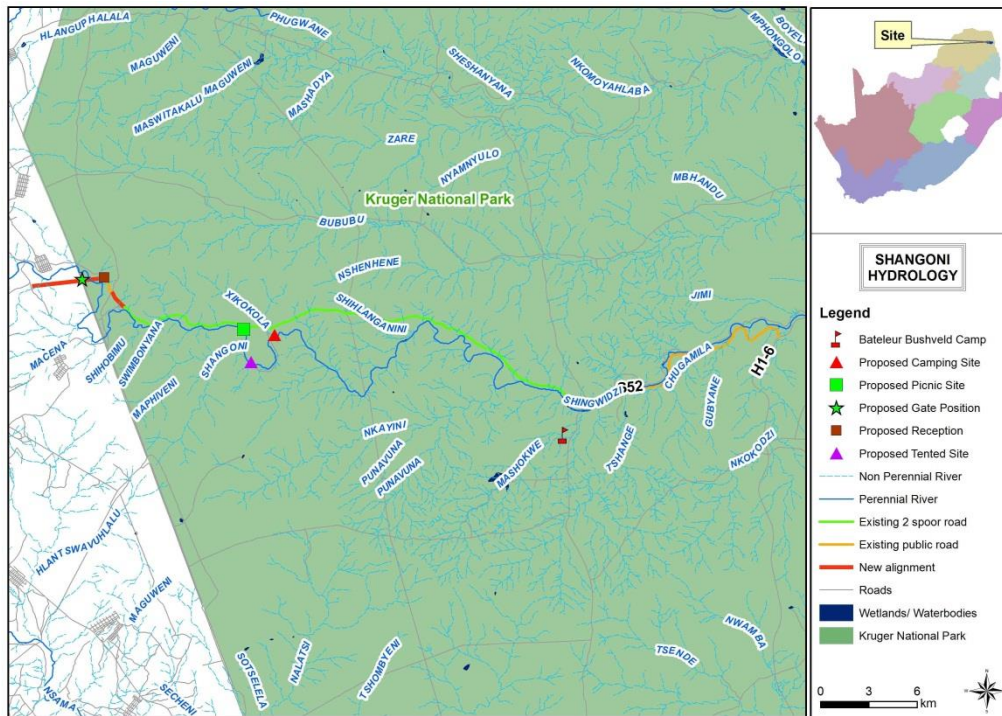 HLANGUPHALALA
PHUGWANE
BOYELA
MPHONGOLO
MAGUWENI
MAGUWENI
MASWITAKALU
MASHADYA
SHESHANYANA
NKOMOYAHLABA
ZARE
NYAMNYULO
MBHANDU
Kruger National Park
BUBUBU
NSHENHENE
XIKOKOLA
SHIHLANGANINI
JIMI
MACENA
SHIHOBIMU
SWIMBONYANA
SHANGONI
MAPHIVENI
CHUGAMILA
H1-6
S52
SHINGWIDZI
GUBYANE
NKAYINI
PUNAVUNA
PUNAVUNA
MASHOKWE
TSHANGE
NKOKODZI
HLANTSWAVUHLALU
MAGUWENI
NSAMA
SECHENI
SOTSELELA
NALATSI
TSHOMBYENI
TSENDE
NWAMBA
Site
SHANGONI
HYDROLOGY
Legend
Bateleur Bushveld Camp
Proposed Camping Site
Proposed Picnic Site
Proposed Gate Position
Proposed Reception
Proposed Tented Site
Non Perennial River
Perennial River
Existing 2 spoor road
Existing public road
New alignment
Roads
Wetlands/ Waterbodies
Kruger National Park
0 3 6
km